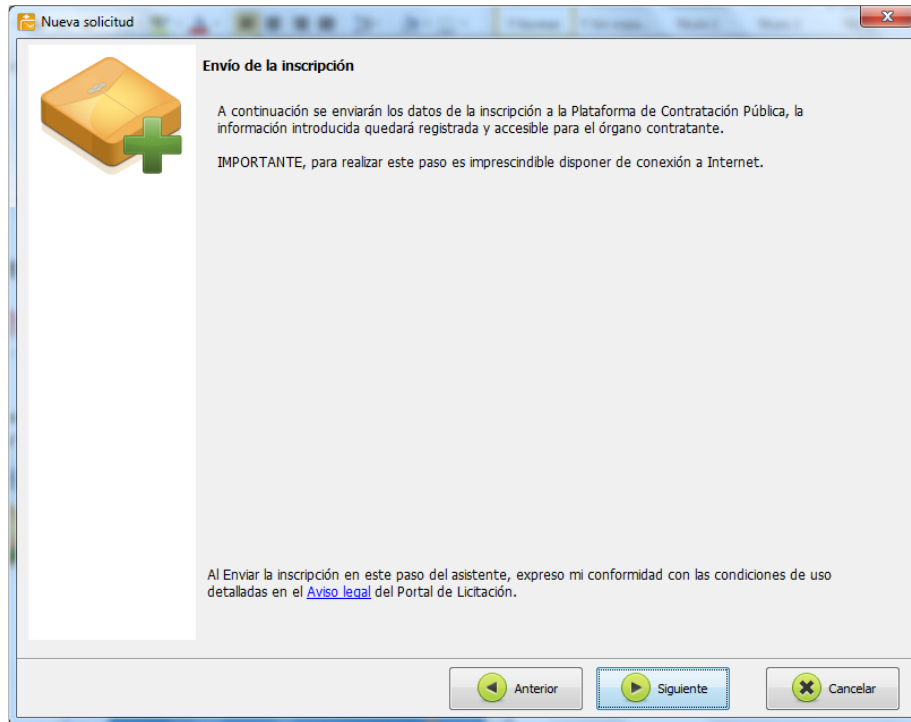 Nueva solicitud
Envío de la inscripción
A continuación se enviarán los datos de la inscripción a la Plataforma de Contratación Pública, la
información introducida quedará registrada y accesible para el órgano contratante.
IMPORTANTE, para realizar este paso es imprescindible disponer de conexión a Internet.
Al Enviar la inscripción en este paso del asistente, expreso mi conformidad con las condiciones de uso
detalladas en el Aviso legal del Portal de Licitación.
Anterior Siguiente Cancelar